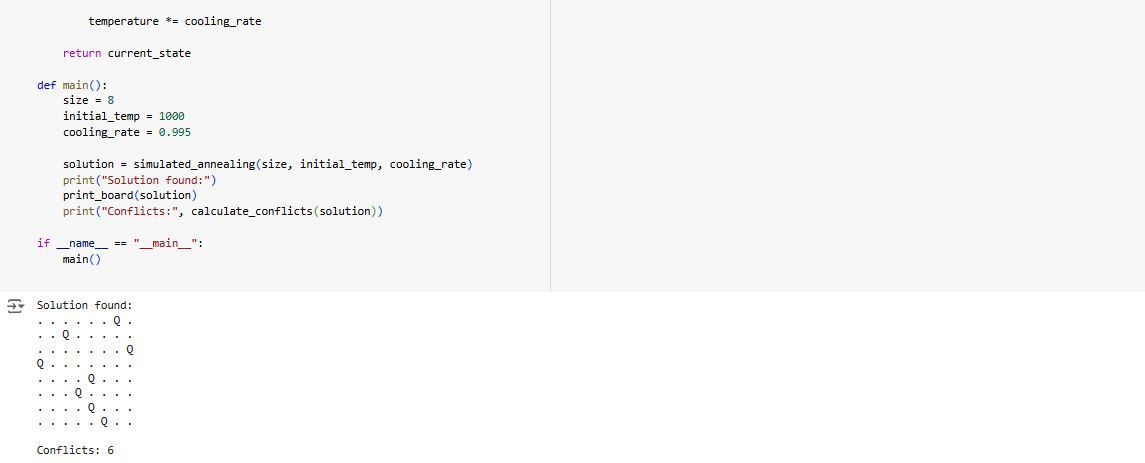 temperature *= cooling_rate
    return current_state
def main():
    size = 8
    initial_temp = 1000
    cooling_rate = 0.995
    solution = simulated_annealing(size, initial_temp, cooling_rate)
    print("Solution found:")
    print_board(solution)
    print("Conflicts:", calculate_conflicts(solution))
if __name__ == "__main__":
    main()
Solution found:
. . . . . . Q .
. . Q . . . . .
. . . . . . . Q
Q . . . . . . .
. . . . Q . . .
. . . Q . . . .
. . . . Q . . .
. . . . . Q . .
Conflicts: 6